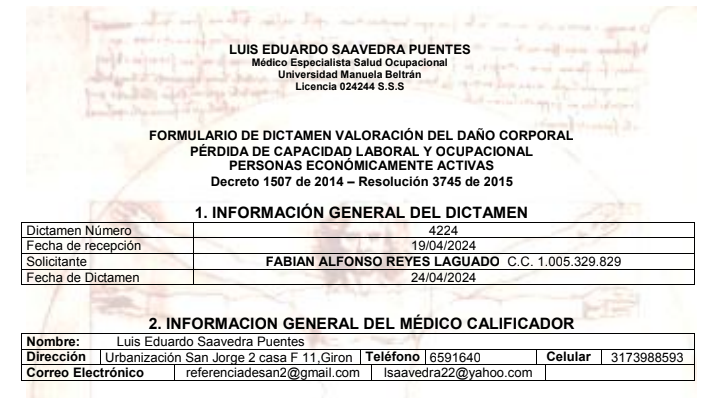 LUIS EDUARDO SAAVEDRA PUENTES
Médico Especialista Salud Ocupacional
Universidad Manuela Beltrán
Licencia 024244 S.S.S
FORMULARIO DE DICTAMEN VALORACIÓN DEL DAÑO CORPORAL
PÉRDIDA DE CAPACIDAD LABORAL Y OCUPACIONAL
PERSONAS ECONÓMICAMENTE ACTIVAS
Decreto 1507 de 2014 – Resolución 3745 de 2015
1. INFORMACIÓN GENERAL DEL DICTAMEN
Dictamen Número 4224
Fecha de recepción 19/04/2024
Solicitante FABIAN ALFONSO REYES LAGUADO C.C. 1.005.329.829
Fecha de Dictamen 24/04/2024
2. INFORMACION GENERAL DEL MÉDICO CALIFICADOR
Nombre: Luis Eduardo Saavedra Puentes
Dirección Urbanización San Jorge 2 casa F 11,Giron Teléfono 6591640 Celular 3173988593
Correo Electrónico referenciadesan2@gmail.com lsaavedra22@yahoo.com